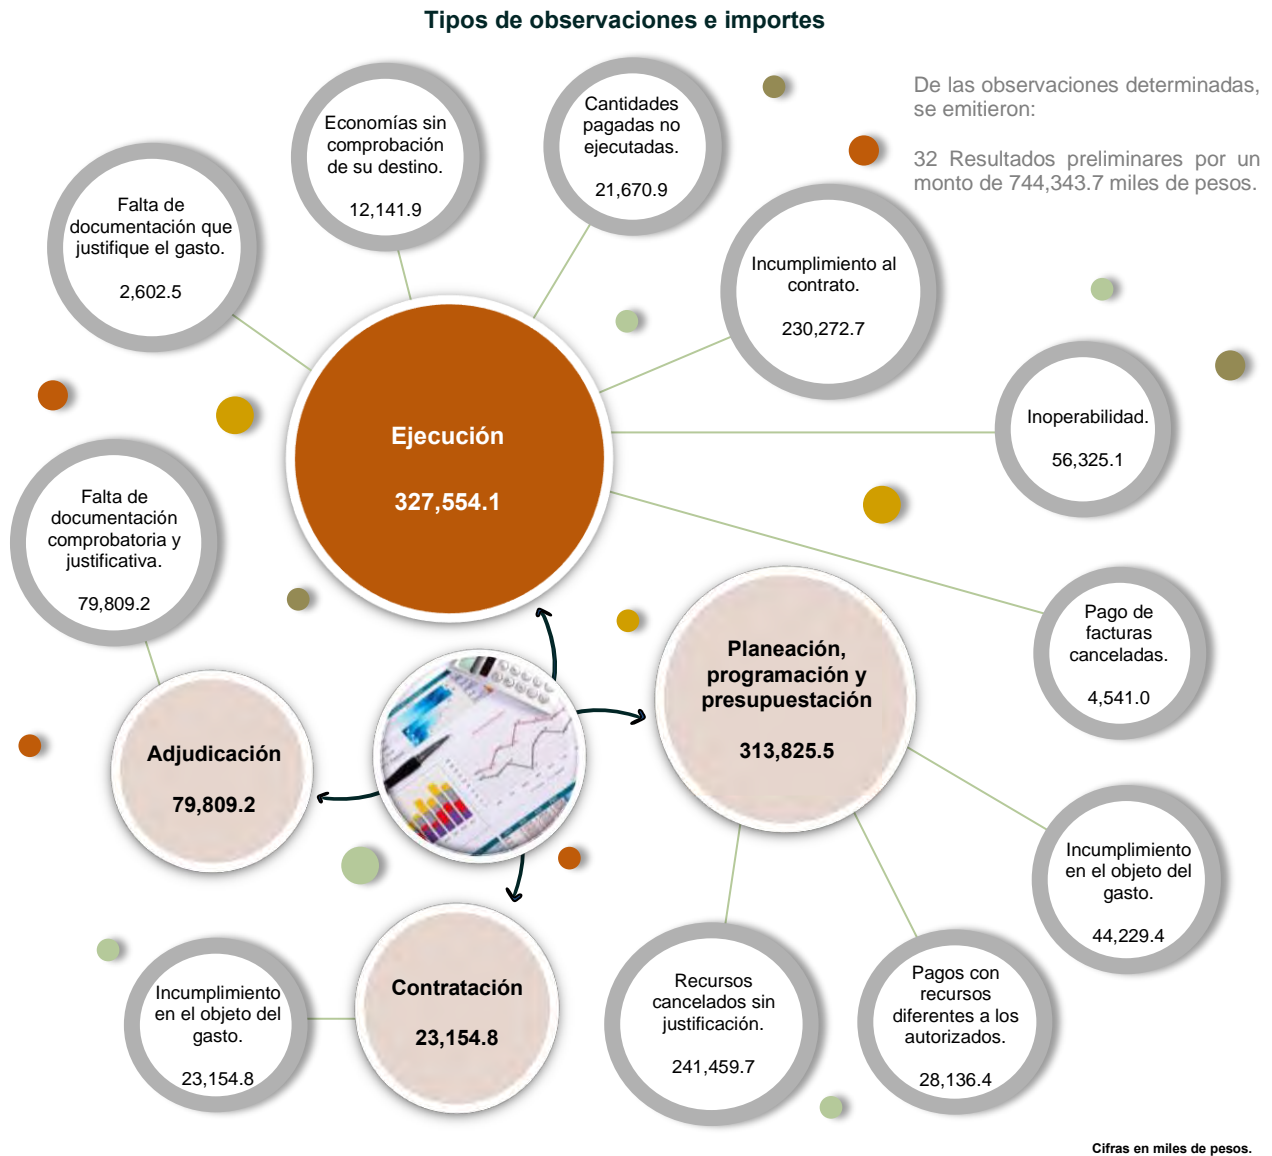 Tipos de observaciones e importes
De las observaciones determinadas,
se emitieron:
32 Resultados preliminares por un
monto de 744,343.7 miles de pesos.
Cantidades
pagadas no
ejecutadas.
21,670.9
Economías sin
comprobación
de su destino.
12,141.9
Falta de
documentación que
justifique el gasto.
2,602.5
Incumplimiento al
contrato.
230,272.7
Inoperabilidad.
56,325.1
Ejecución
327,554.1
Falta de
documentación
comprobatoria y
justificativa.
79,809.2
Pago de
facturas
canceladas.
4,541.0
Planeación,
programación y
presupuestación
313,825.5
Adjudicación
79,809.2
Incumplimiento
en el objeto del
gasto.
44,229.4
Contratación
23,154.8
Incumplimiento
en el objeto del
gasto.
23,154.8
Recursos
cancelados sin
justificación.
241,459.7
Pagos con
recursos
diferentes a los
autorizados.
28,136.4
Cifras en miles de pesos.